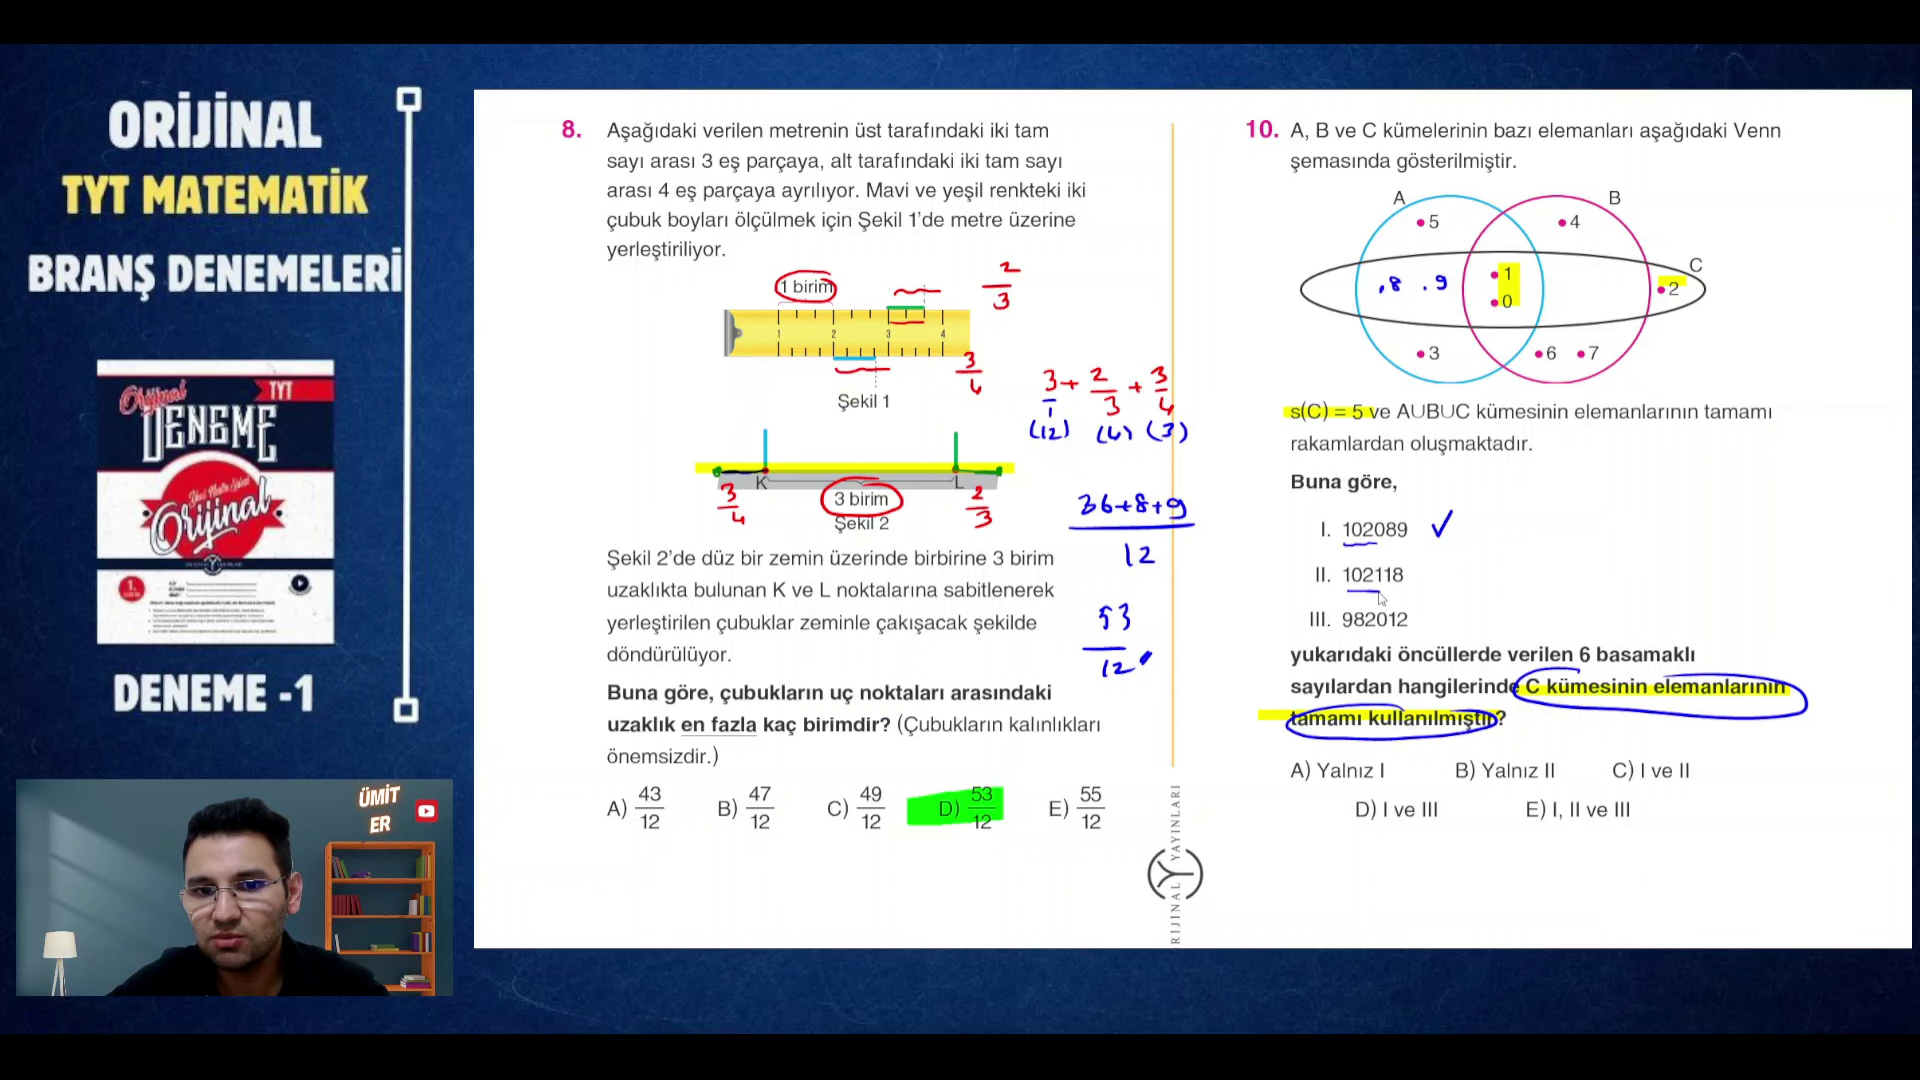 ORİJİNAL
TYT MATEMATİK
BRANŞ DENEMELERİ
Orijinal
TYT
DENEME
Orijinal
DENEME -1
ÜMİT
ER
8. Aşağıdaki verilen metrenin üst tarafındaki iki tam
sayı arası 3 eş parçaya, alt tarafındaki iki tam sayı
arası 4 eş parçaya ayrılıyor. Mavi ve yeşil renkteki iki
çubuk boyları ölçülmek için Şekil 1'de metre üzerine
yerleştiriliyor.
1 birim
2/3
1 2 3 4
3/4
Şekil 1
3/1 + 2/3 + 3/4
(12) (4) (3)
K L
3/4 3 birim 2/3
Şekil 2
36+8+9
12
53
12
Şekil 2'de düz bir zemin üzerinde birbirine 3 birim
uzaklıkta bulunan K ve L noktalarına sabitlenerek
yerleştirilen çubuklar zeminle çakışacak şekilde
döndürülüyor.
Buna göre, çubukların uç noktaları arasındaki
uzaklık en fazla kaç birimdir? (Çubukların kalınlıkları
önemsizdir.)
A) 43/12 B) 47/12 C) 49/12 D) 53/12 E) 55/12
RİJİNAL YAYINLARI
10. A, B ve C kümelerinin bazı elemanları aşağıdaki Venn
şemasında gösterilmiştir.
A B
5 4
C
.8 .9 1
0 2
3 6 7
s(C) = 5 ve A∪B∪C kümesinin elemanlarının tamamı
rakamlardan oluşmaktadır.
Buna göre,
I. 102089 ✓
II. 102118
III. 982012
yukarıdaki öncüllerde verilen 6 basamaklı
sayılardan hangilerinde C kümesinin elemanlarının
tamamı kullanılmıştır?
A) Yalnız I B) Yalnız II C) I ve II
D) I ve III E) I, II ve III